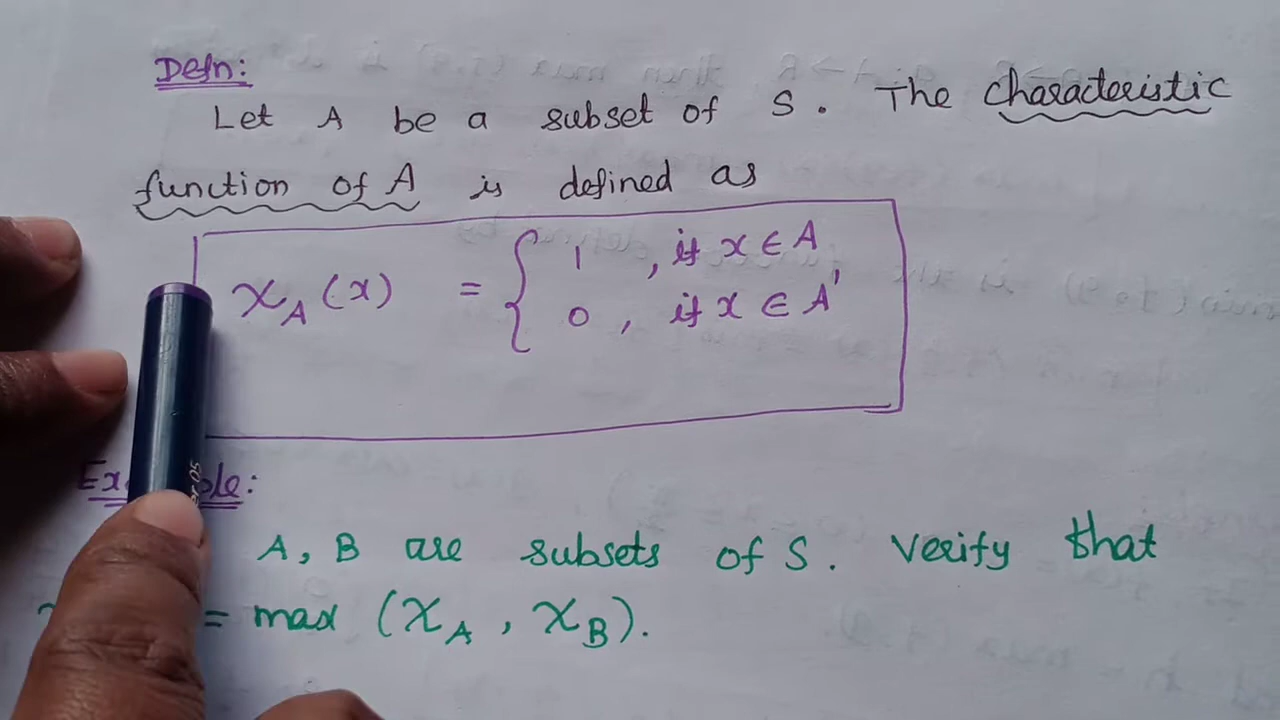 Defn:
Let A be a subset of S. The characteristic
function of A is defined as
χ_A(x) = { 1 , if x ∈ A
0 , if x ∈ A'
A, B are subsets of S. Verify that
= max (χ_A , χ_B).